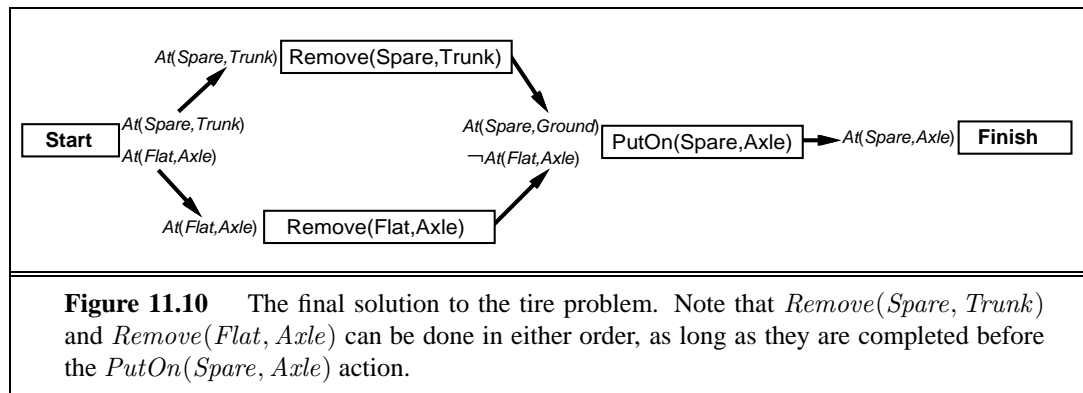 At(Spare,Trunk) Remove(Spare,Trunk)
Start At(Spare,Trunk) At(Spare,Ground) PutOn(Spare,Axle) At(Spare,Axle) Finish
At(Flat,Axle) ¬At(Flat,Axle)
At(Flat,Axle) Remove(Flat,Axle)
Figure 11.10 The final solution to the tire problem. Note that Remove(Spare, Trunk)
and Remove(Flat, Axle) can be done in either order, as long as they are completed before
the PutOn(Spare, Axle) action.